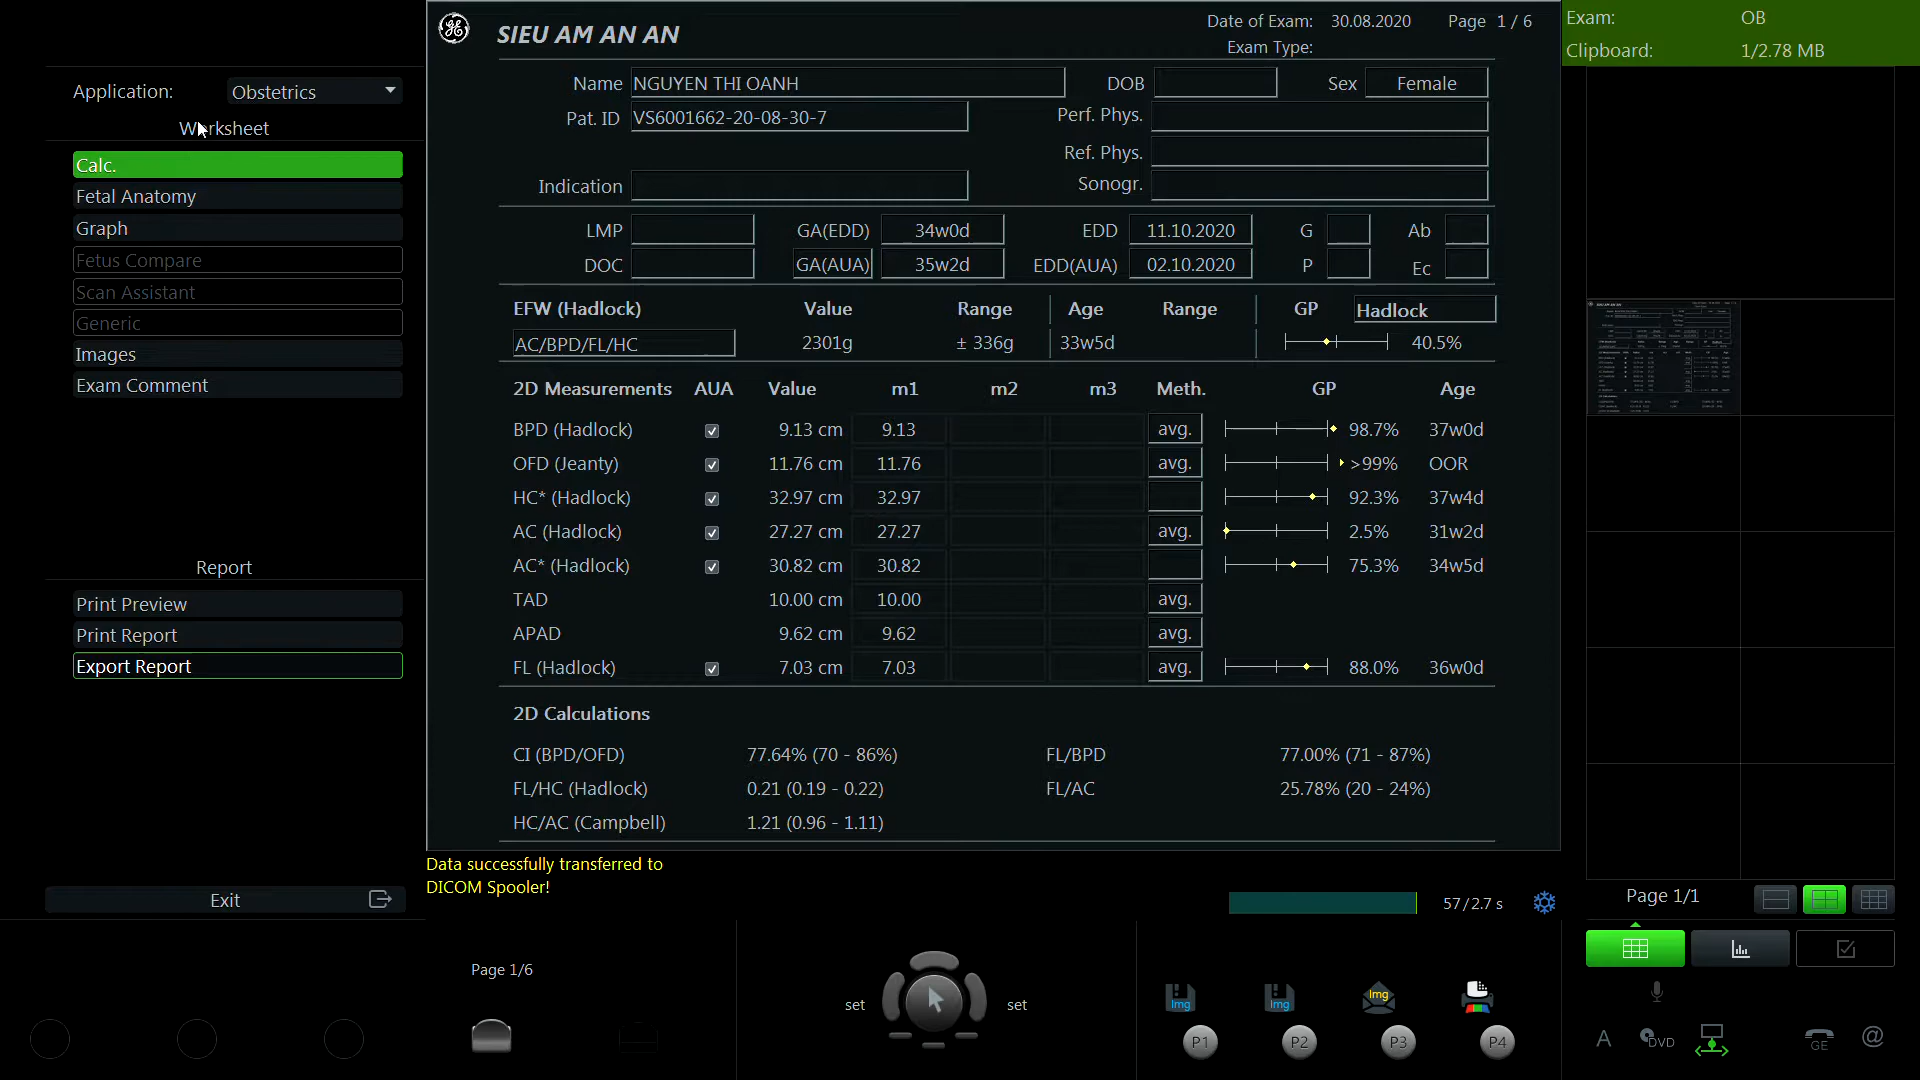 SIEU AM AN AN
Date of Exam: 30.08.2020 Page 1 / 6
Exam Type:
Exam: OB
Clipboard: 1/2.78 MB
Application: Obstetrics
Worksheet
Calc.
Fetal Anatomy
Graph
Fetus Compare
Scan Assistant
Generic
Images
Exam Comment
Report
Print Preview
Print Report
Export Report
Exit
Name NGUYEN THI OANH DOB Sex Female
Pat. ID VS6001662-20-08-30-7 Perf. Phys.
Ref. Phys.
Indication Sonogr.
LMP GA(EDD) 34w0d EDD 11.10.2020 G Ab
DOC GA(AUA) 35w2d EDD(AUA) 02.10.2020 P Ec
EFW (Hadlock) Value Range Age Range GP Hadlock
AC/BPD/FL/HC 2301g ± 336g 33w5d 40.5%
2D Measurements AUA Value m1 m2 m3 Meth. GP Age
BPD (Hadlock) 9.13 cm 9.13 avg. 98.7% 37w0d
OFD (Jeanty) 11.76 cm 11.76 avg. >99% OOR
HC* (Hadlock) 32.97 cm 32.97 92.3% 37w4d
AC (Hadlock) 27.27 cm 27.27 avg. 2.5% 31w2d
AC* (Hadlock) 30.82 cm 30.82 75.3% 34w5d
TAD 10.00 cm 10.00 avg.
APAD 9.62 cm 9.62 avg.
FL (Hadlock) 7.03 cm 7.03 avg. 88.0% 36w0d
2D Calculations
CI (BPD/OFD) 77.64% (70 - 86%) FL/BPD 77.00% (71 - 87%)
FL/HC (Hadlock) 0.21 (0.19 - 0.22) FL/AC 25.78% (20 - 24%)
HC/AC (Campbell) 1.21 (0.96 - 1.11)
Data successfully transferred to
DICOM Spooler!
57/2.7 s
Page 1/1
Page 1/6
set set
Img Img Img
P1 P2 P3 P4
A DVD GE @